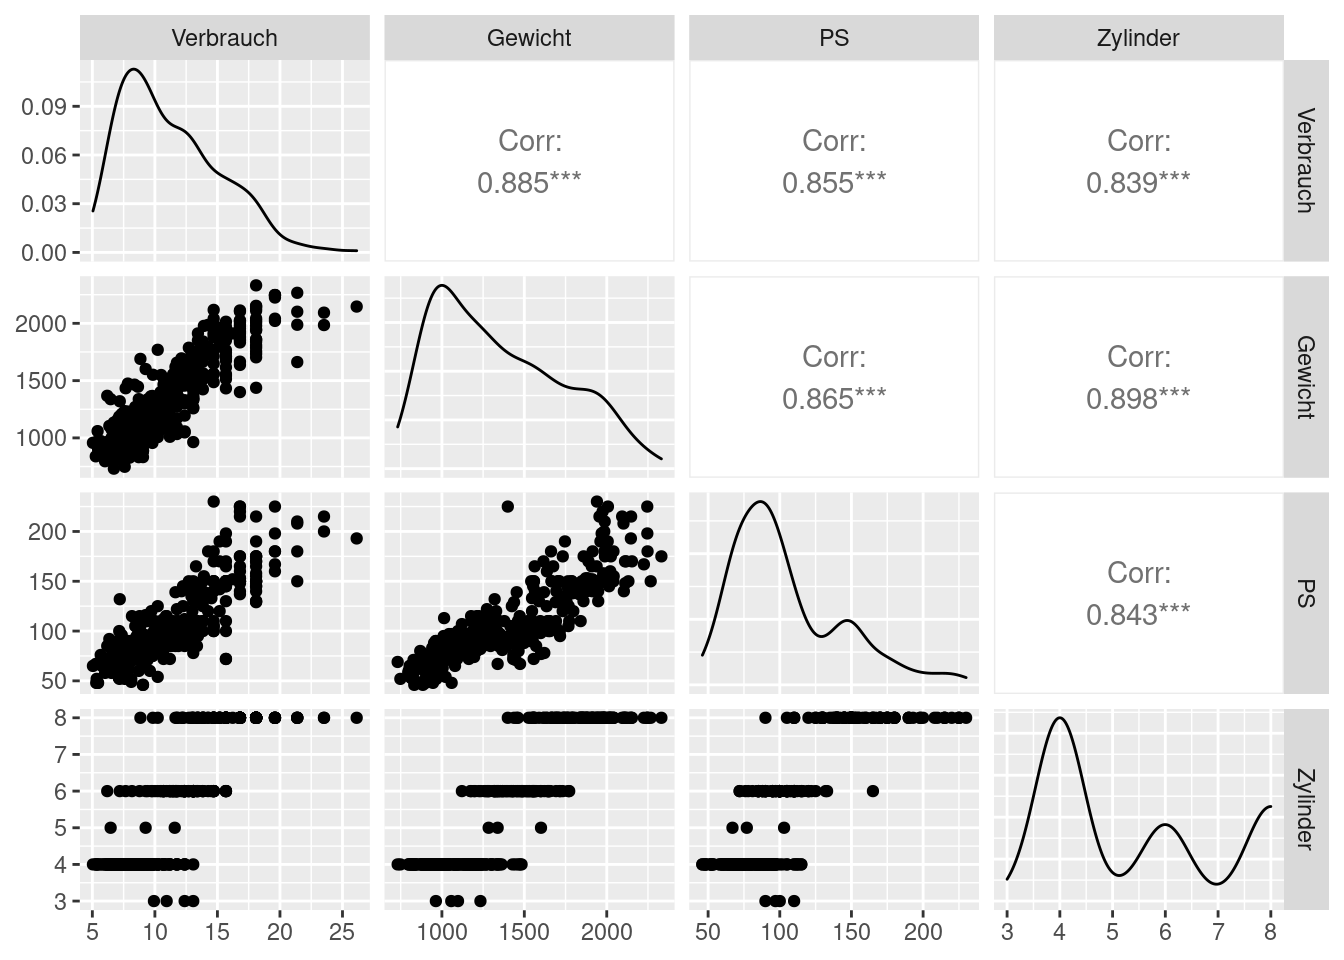 Verbrauch Gewicht PS Zylinder
0.09
0.06
0.03
0.00
Corr:
0.885***
Corr:
0.855***
Corr:
0.839***
Verbrauch
2000
1500
1000
Corr:
0.865***
Corr:
0.898***
Gewicht
200
150
100
50
Corr:
0.843***
PS
8
7
6
5
4
3
Zylinder
5 10 15 20 25
1000 1500 2000
50 100 150 200
3 4 5 6 7 8